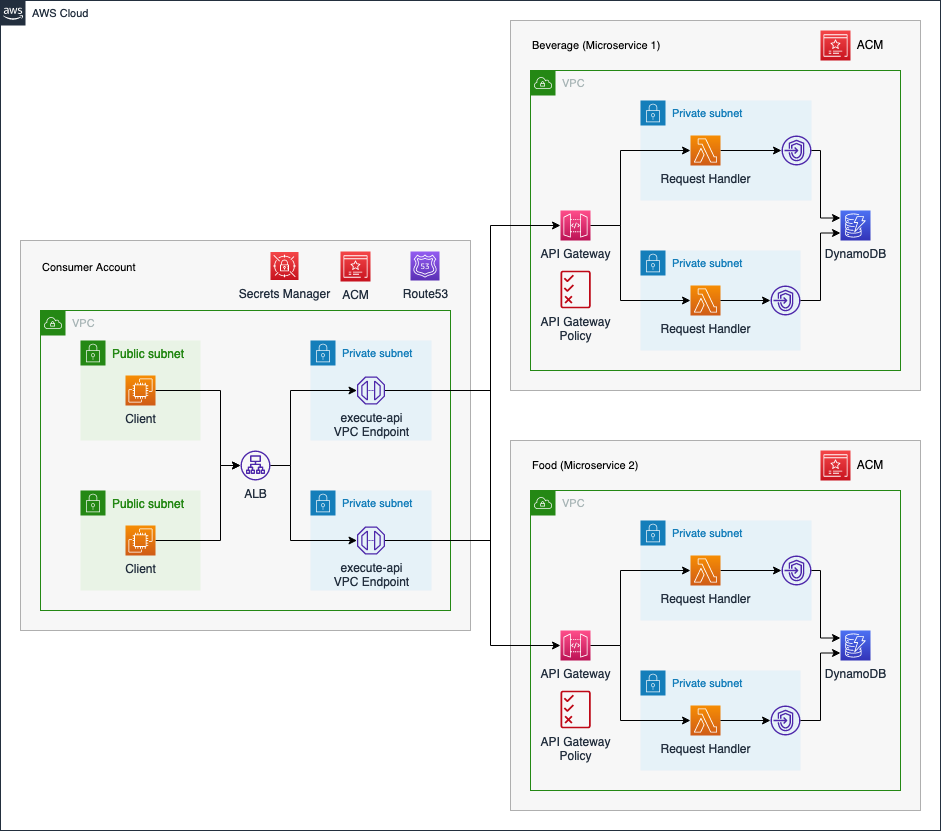 aws
AWS Cloud
Beverage (Microservice 1)
ACM
VPC
Private subnet
Request Handler
API Gateway
DynamoDB
Private subnet
API Gateway
Policy
Request Handler
Consumer Account
Secrets Manager
ACM
53
Route53
VPC
Public subnet
Private subnet
Client
execute-api
VPC Endpoint
ALB
Public subnet
Private subnet
Client
execute-api
VPC Endpoint
Food (Microservice 2)
ACM
VPC
Private subnet
Request Handler
API Gateway
DynamoDB
Private subnet
API Gateway
Policy
Request Handler